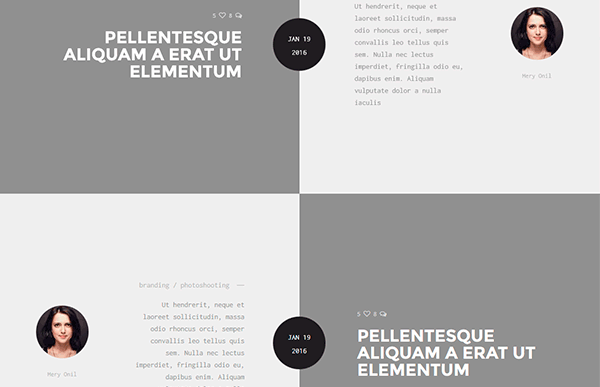 5 8
PELLENTESQUE
ALIQUAM A ERAT UT
ELEMENTUM
JAN 19
2016
Ut hendrerit, neque et
laoreet sollicitudin, massa
odio rhoncus orci, semper
convallis leo tellus quis
sem. Nulla nec lectus
imperdiet, fringilla odio eu,
dapibus enim. Aliquam
vulputate dolor a nulla
iaculis
Mery Onil
branding / photoshooting —
Ut hendrerit, neque et
laoreet sollicitudin, massa
odio rhoncus orci, semper
convallis leo tellus quis
sem. Nulla nec lectus
imperdiet, fringilla odio eu,
dapibus enim. Aliquam
Mery Onil
JAN 19
2016
5 8
PELLENTESQUE
ALIQUAM A ERAT UT
ELEMENTUM